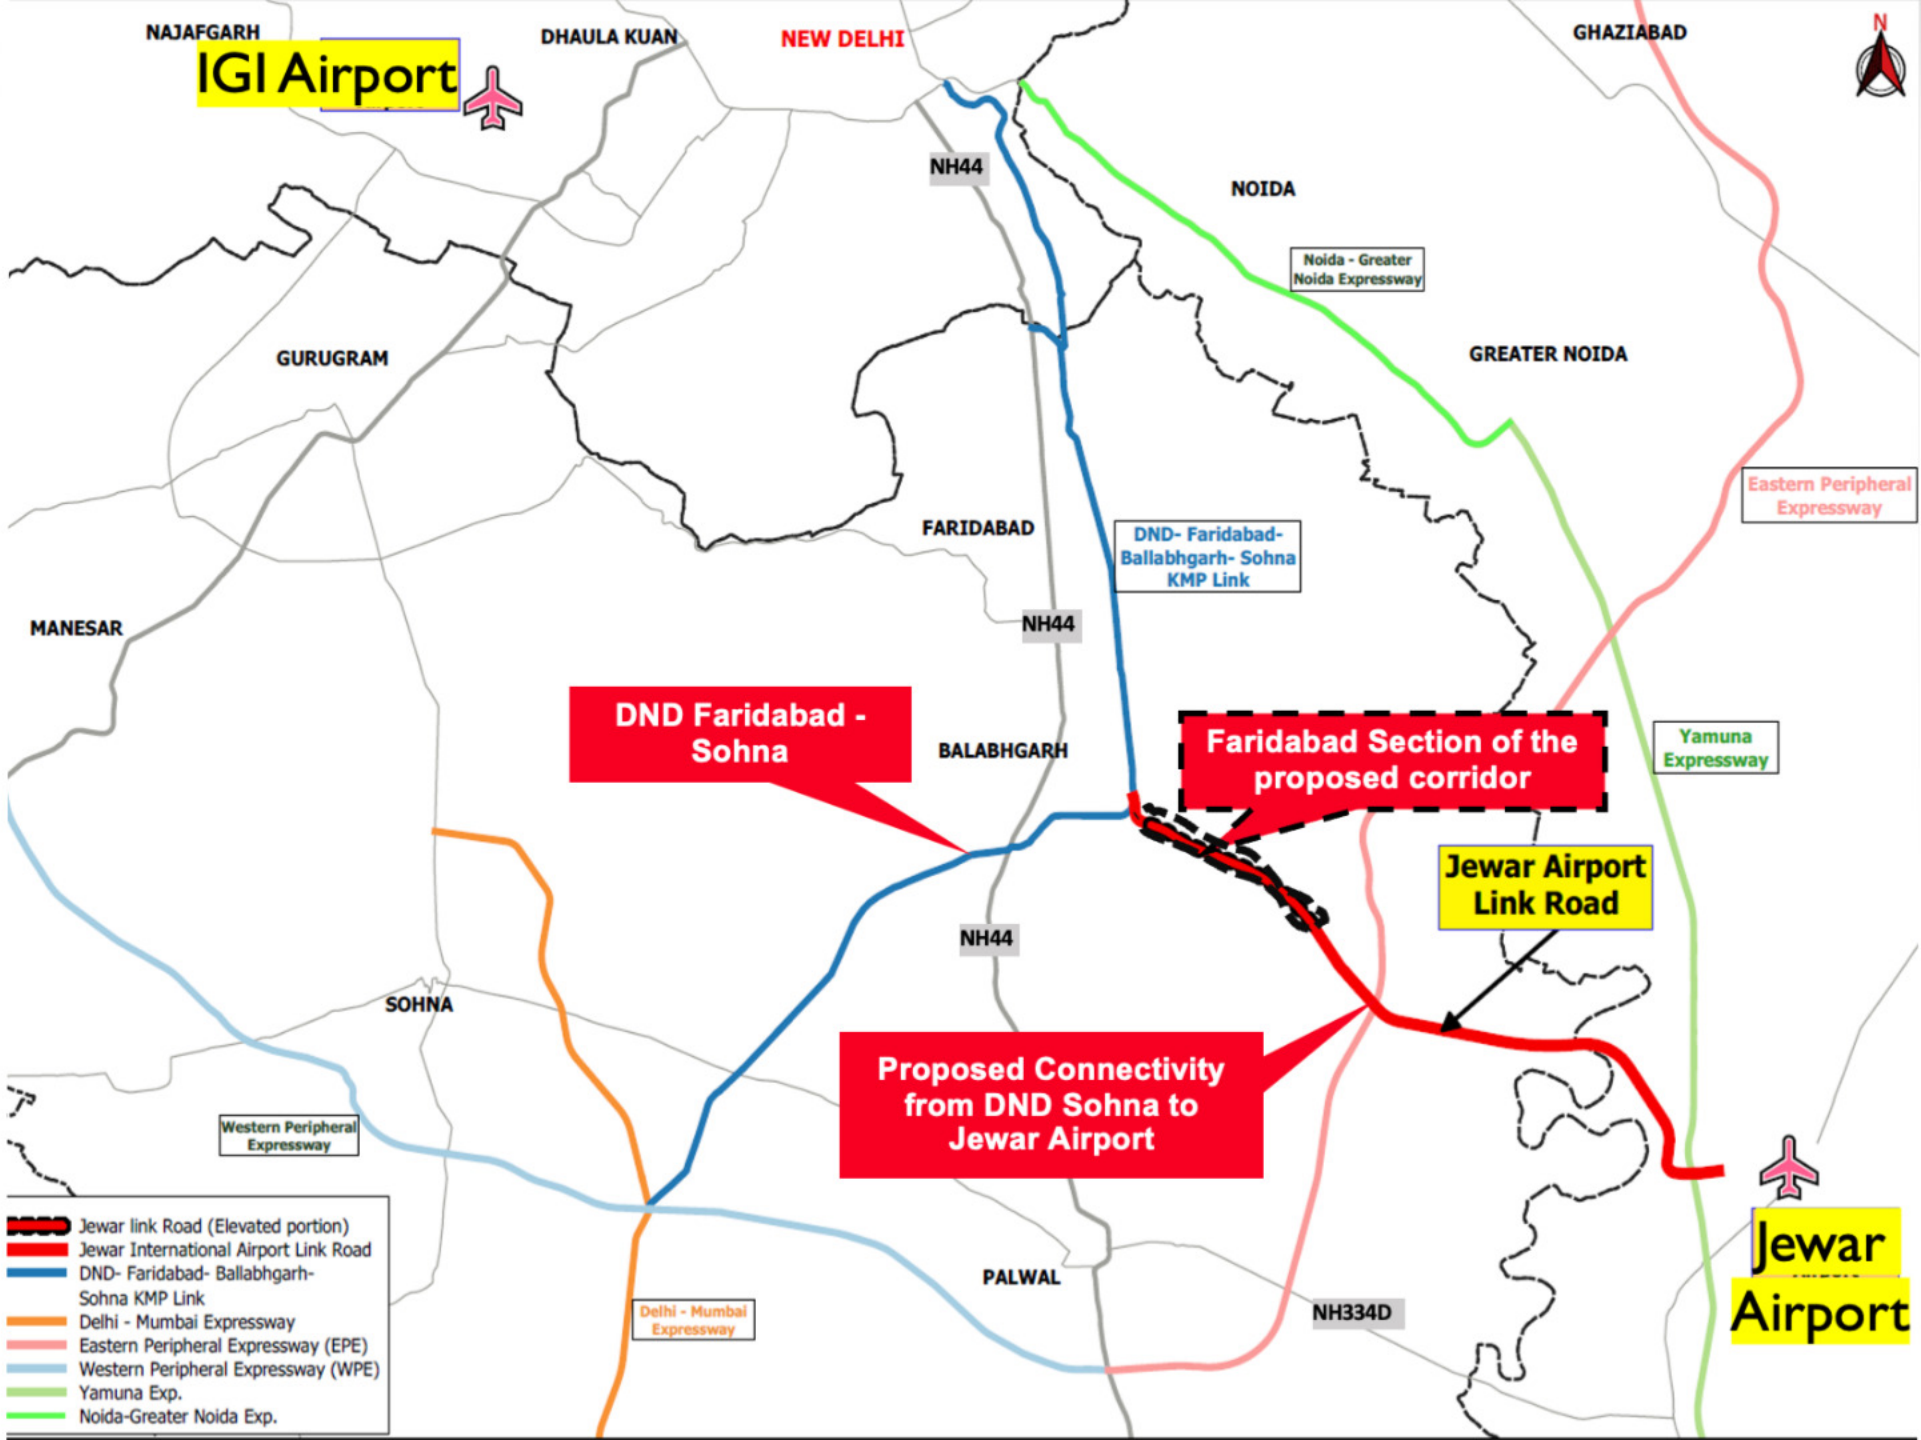 NAJAFGARH
DHAULA KUAN
NEW DELHI
GHAZIABAD
N
IGI Airport
NH44
NOIDA
Noida - Greater
Noida Expressway
GURUGRAM
GREATER NOIDA
Eastern Peripheral
Expressway
FARIDABAD
DND- Faridabad-
Ballabhgarh- Sohna
KMP Link
MANESAR
NH44
DND Faridabad -
Sohna
BALABHGARH
Faridabad Section of the
proposed corridor
Yamuna
Expressway
Jewar Airport
Link Road
NH44
SOHNA
Proposed Connectivity
from DND Sohna to
Jewar Airport
Western Peripheral
Expressway
Jewar
Airport
PALWAL
NH334D
Delhi - Mumbai
Expressway
Jewar link Road (Elevated portion)
Jewar International Airport Link Road
DND- Faridabad- Ballabhgarh-
Sohna KMP Link
Delhi - Mumbai Expressway
Eastern Peripheral Expressway (EPE)
Western Peripheral Expressway (WPE)
Yamuna Exp.
Noida-Greater Noida Exp.